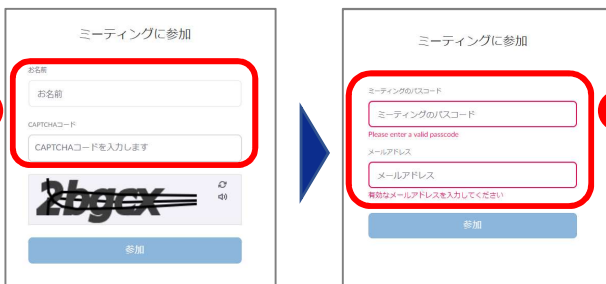 ミーティングに参加
お名前
お名前
CAPTCHAコード
CAPTCHAコードを入力します
2bgcx
参加
ミーティングに参加
ミーティングのパスコード
ミーティングのパスコード
Please enter a valid passcode
メールアドレス
メールアドレス
有効なメールアドレスを入力してください
参加